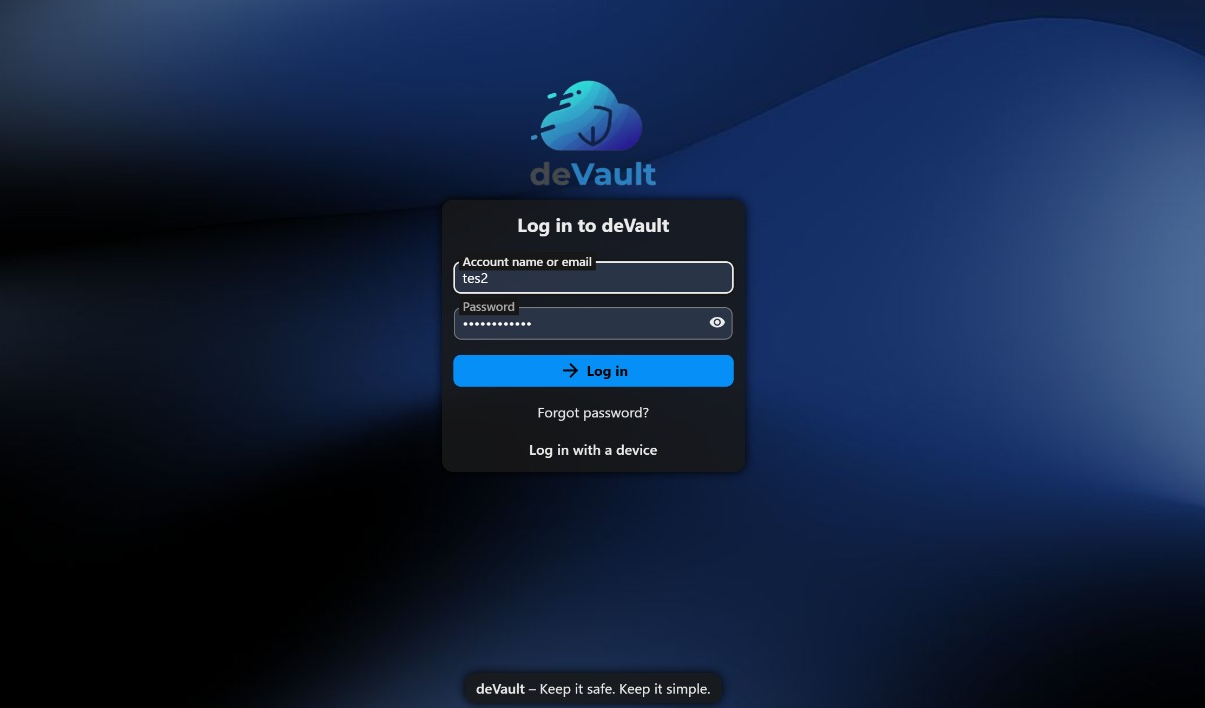 deVault
Log in to deVault
Account name or email
tes2
Password
••••••••••••
Log in
Forgot password?
Log in with a device
deVault – Keep it safe. Keep it simple.